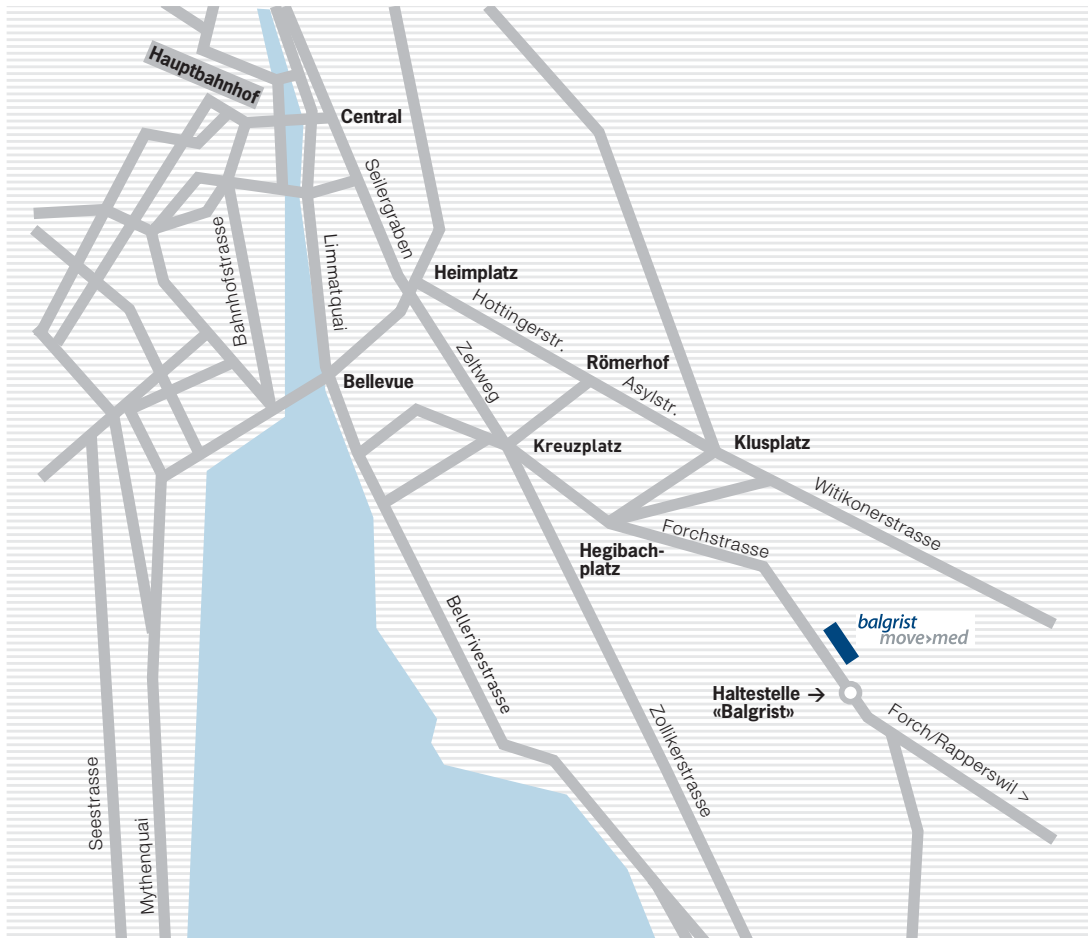 Hauptbahnhof
Central
Seilergraben
Bahnhofstrasse
Limmatquai
Heimplatz
Hottingerstr.
Zeltweg
Römerhof
Asylstr.
Bellevue
Kreuzplatz
Klusplatz
Witikonerstrasse
Forchstrasse
Hegibach-
platz
Bellerivestrasse
balgrist
move>med
Haltestelle →
«Balgrist»
Zollikerstrasse
Forch/Rapperswil >
Seestrasse
Mythenquai